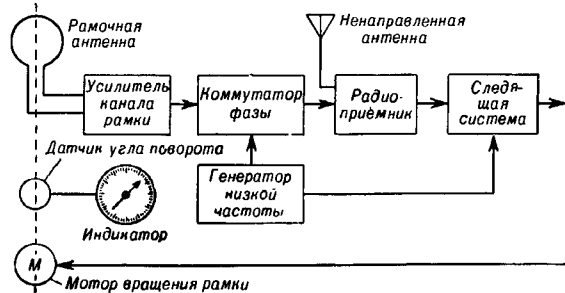 Рамочная
антенна
Ненаправленная
антенна
Усилитель
канала
рамки
Коммутатор
фазы
Радио-
приёмник
Следя-
щая
система
Датчик угла поворота
Генератор
низкой
частоты
Индикатор
М
Мотор вращения рамки